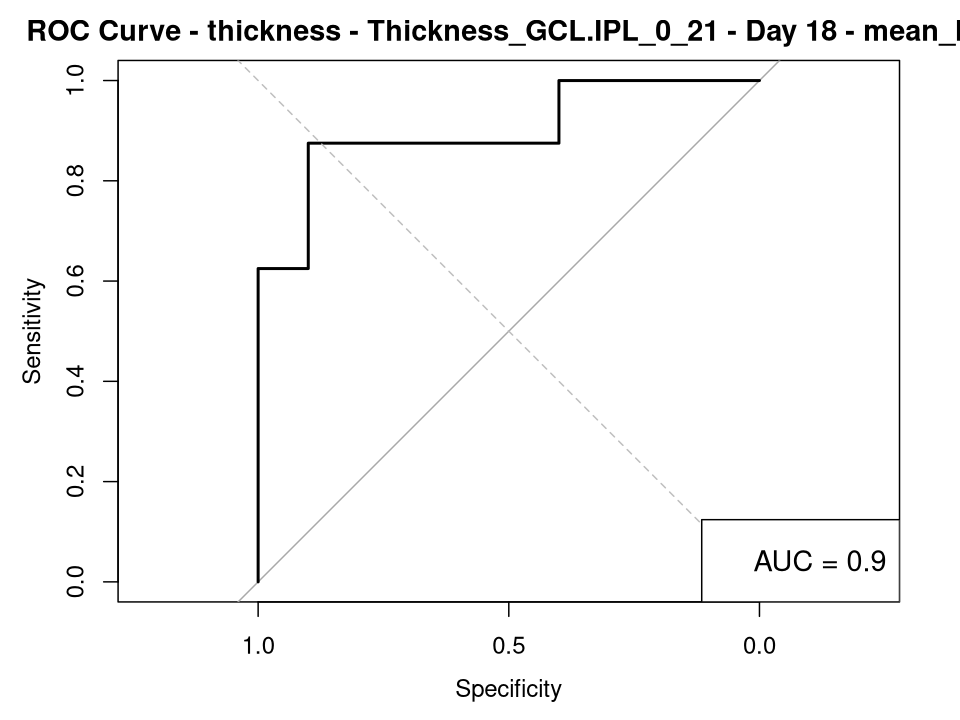 ROC Curve - thickness - Thickness_GCL.IPL_0_21 - Day 18 - mean_
1.0
0.8
0.6
0.4
0.2
0.0
Sensitivity
AUC = 0.9
1.0 0.5 0.0
Specificity